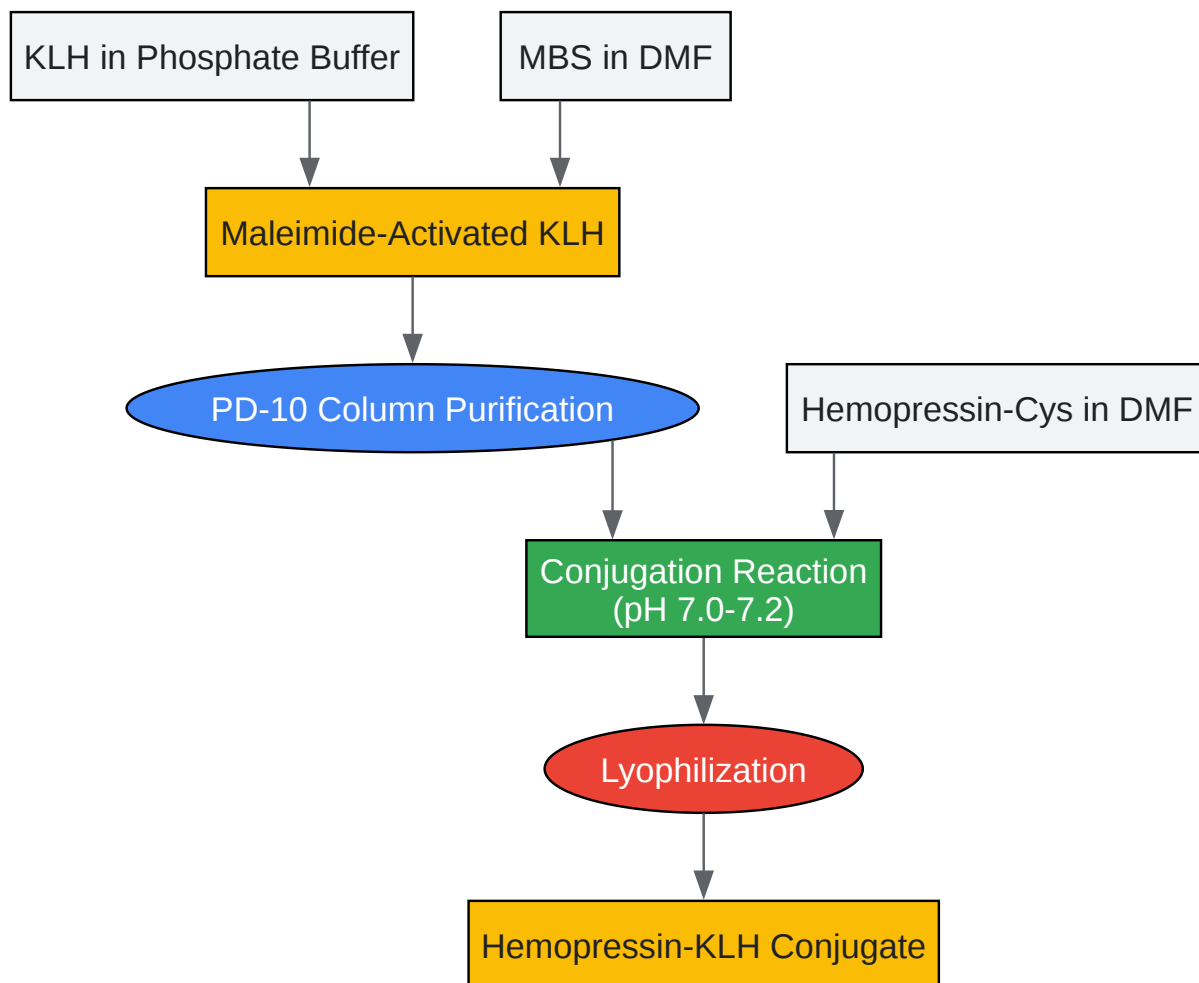 KLH in Phosphate Buffer
MBS in DMF
Maleimide-Activated KLH
PD-10 Column Purification
Hemopressin-Cys in DMF
Conjugation Reaction
(pH 7.0-7.2)
Lyophilization
Hemopressin-KLH Conjugate